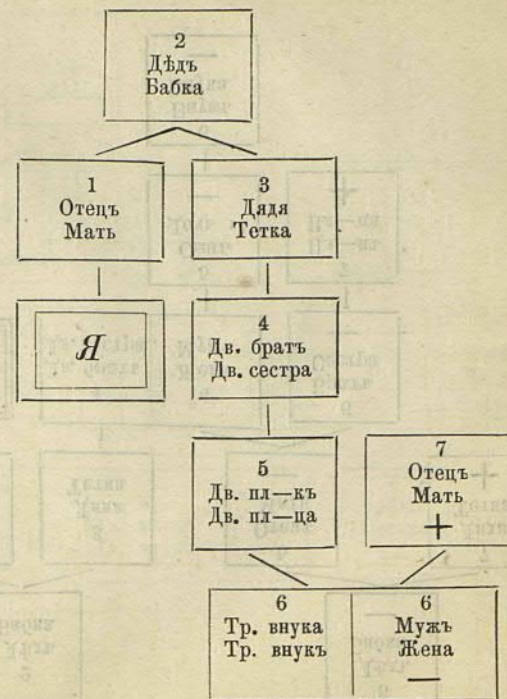 2
Дѣдъ
Бабка
1
Отецъ
Мать
3
Дядя
Тетка
Я
4
Дв. братъ
Дв. сестра
5
Дв. пл—къ
Дв. пл—ца
7
Отецъ
Мать
+
6
Тр. внука
Тр. внукъ
6
Мужъ
Жена
—